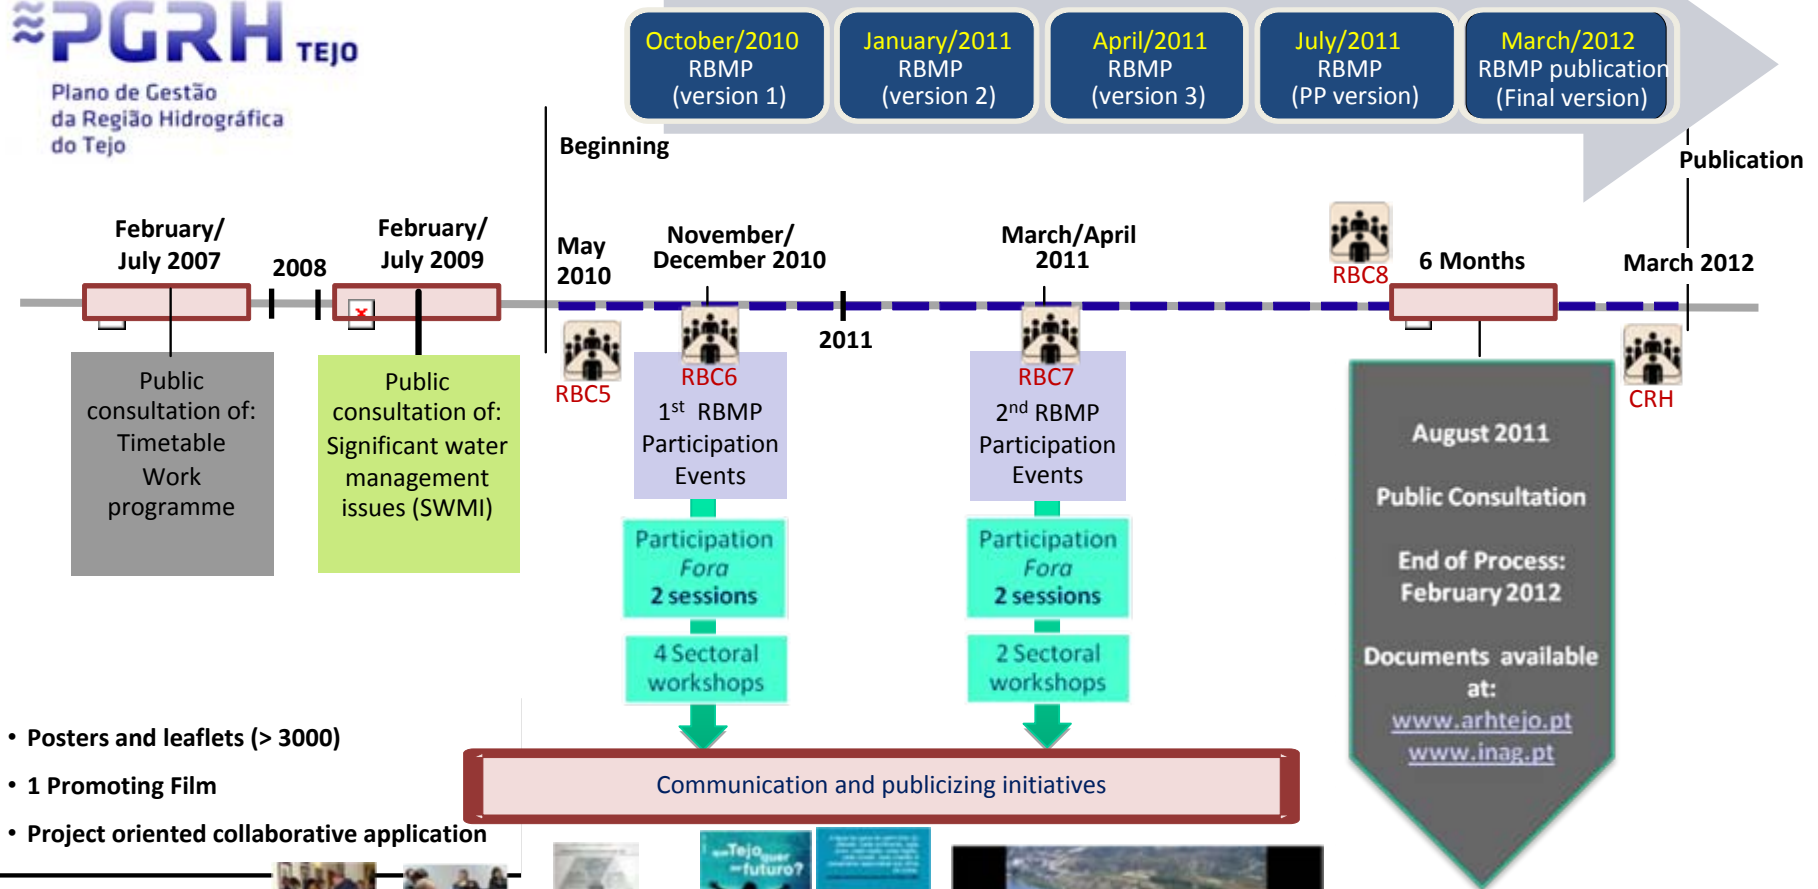 PGRH TEJO
Plano de Gestão
da Região Hidrográfica
do Tejo
October/2010
RBMP
(version 1)
January/2011
RBMP
(version 2)
April/2011
RBMP
(version 3)
July/2011
RBMP
(PP version)
March/2012
RBMP publication
(Final version)
Beginning
Publication
February/
July 2007
2008
February/
July 2009
May
2010
November/
December 2010
2011
March/April
2011
RBC8
6 Months
March 2012
RBC5
RBC6
RBC7
CRH
Public
consultation of:
Timetable
Work
programme
Public
consultation of:
Significant water
management
issues (SWMI)
1st RBMP
Participation
Events
Participation
Fora
2 sessions
4 Sectoral
workshops
2nd RBMP
Participation
Events
Participation
Fora
2 sessions
2 Sectoral
workshops
August 2011
Public Consultation
End of Process:
February 2012
Documents available
at:
www.arhtejo.pt
www.inag.pt
• Posters and leaflets (> 3000)
• 1 Promoting Film
• Project oriented collaborative application
Communication and publicizing initiatives
Tejo
quer
futuro?